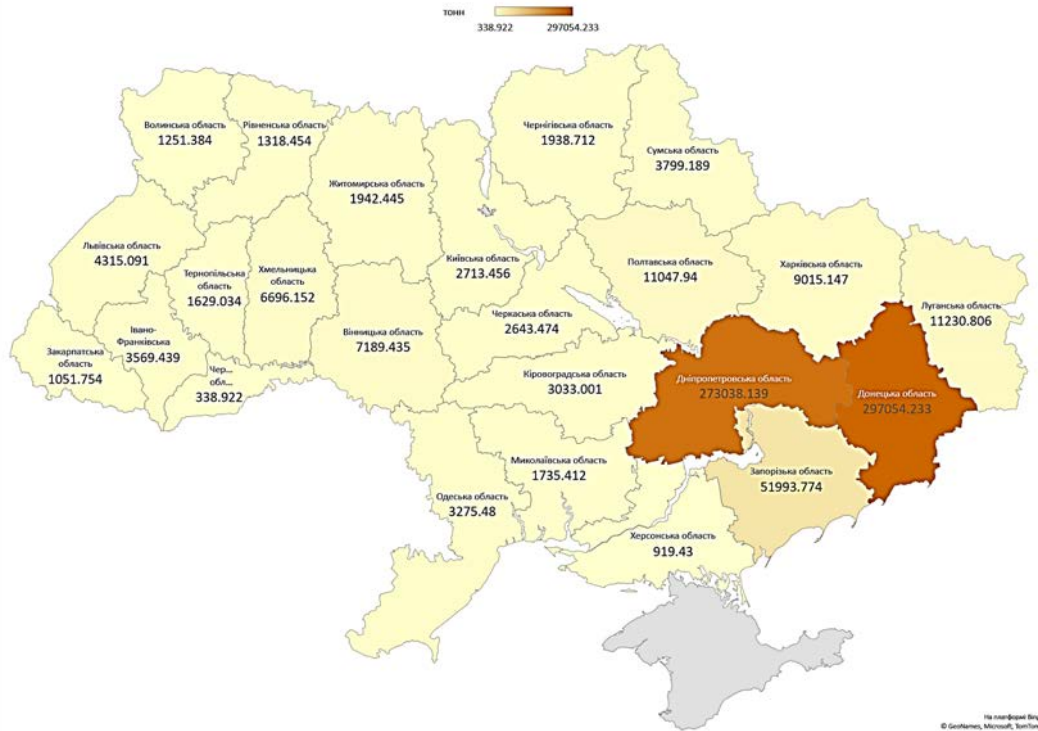 тонн
338.922 297054.233
Волинська область
1251.384
Рівненська область
1318.454
Житомирська область
1942.445
Чернігівська область
1938.712
Сумська область
3799.189
Львівська область
4315.091
Тернопільська
область
1629.034
Хмельницька
область
6696.152
Київська область
2713.456
Полтавська область
11047.94
Харківська область
9015.147
Луганська область
11230.806
Закарпатська
область
1051.754
Івано-
Франківська
3569.439
Чер...
обл...
338.922
Вінницька область
7189.435
Черкаська область
2643.474
Кіровоградська область
3033.001
Дніпропетровська область
273038.139
Донецька область
297054.233
Одеська область
3275.48
Миколаївська область
1735.412
Запорізька область
51993.774
Херсонська область
919.43
На платформі Bing
© GeoNames, Microsoft, TomTom